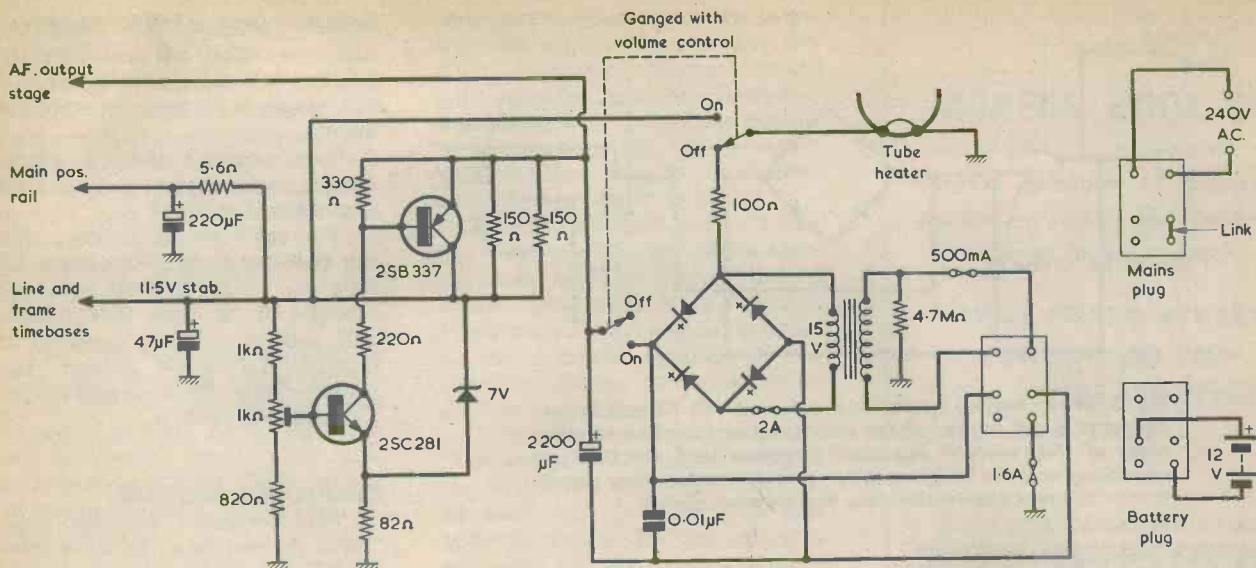 Ganged with
volume control
A.F. output
stage
On
Off
Tube
heater
240V
A.C.
Main pos.
rail
5·6Ω
220µF
+
330
Ω
2SB337
150
Ω
150
Ω
100Ω
Link
Mains
plug
500mA
Line and
frame
timebases
11·5V stab.
47µF
+
Off
On
15
V
4·7MΩ
1kΩ
220Ω
7V
1kΩ
2SC281
2200
µF
+
2A
1·6A
12
V
+
820Ω
82Ω
0·01µF
Battery
plug